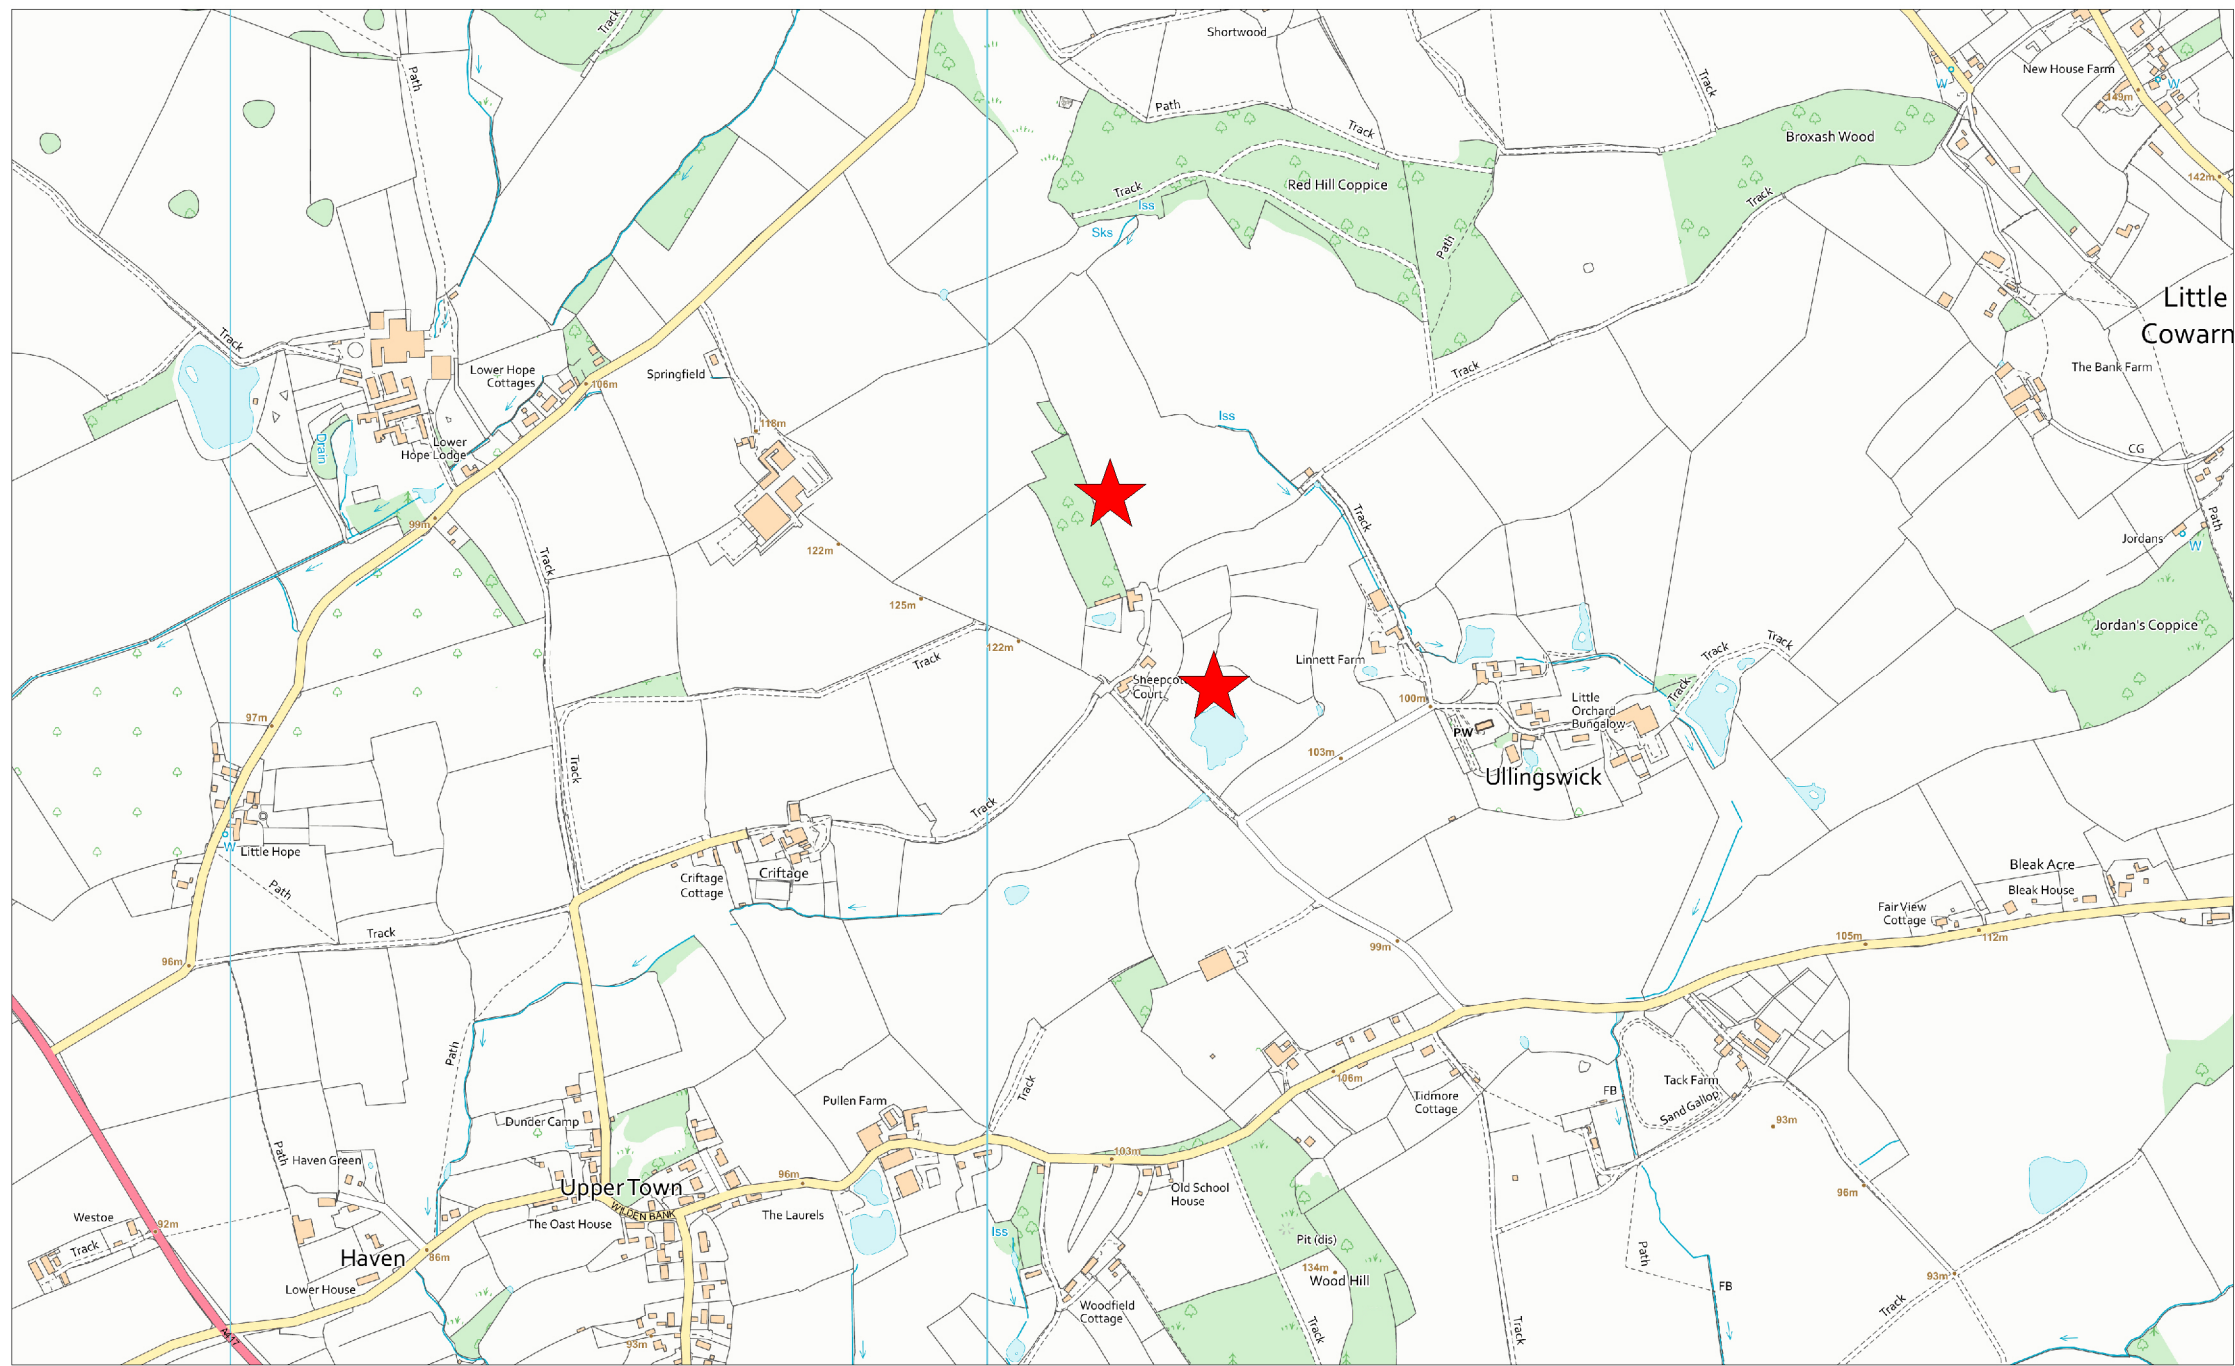 Track
Shortwood
Path
New House Farm
W
W
149m
Track
Path
Track
Broxash Wood
142m
Red Hill Coppice
Track
Track
Iss
Sks
Path
Little
Cowarn
Track
Lower Hope
Cottages
Springfield
106m
Track
The Bank Farm
118m
Iss
Drain
Lower
Hope Lodge
CG
99m
Track
Path
122m
Track
Jordans
W
125m
122m
Track
Jordan's Coppice
Linnett Farm
Track
Track
Sheepcot
Court
Track
100m
Little
Orchard
Bungalow
97m
PW
103m
Track
Ullingswick
Track
W
Little Hope
Criftage
Cottage
Criftage
Path
Bleak Acre
Bleak House
Fair View
Cottage
Track
99m
105m
112m
96m
Path
Track
Pullen Farm
106m
Tidmore
Cottage
FB
Tack Farm
Sand Gallop
93m
Dunder Camp
Path
Haven Green
103m
96m
Old School
House
96m
Upper Town
WILDEN BANK
The Laurels
The Oast House
Westoe
92m
Track
Iss
Pit (dis)
Path
Haven
86m
134m
Wood Hill
FB
93m
Lower House
Woodfield
Cottage
Track
Track
Track
A417
93m